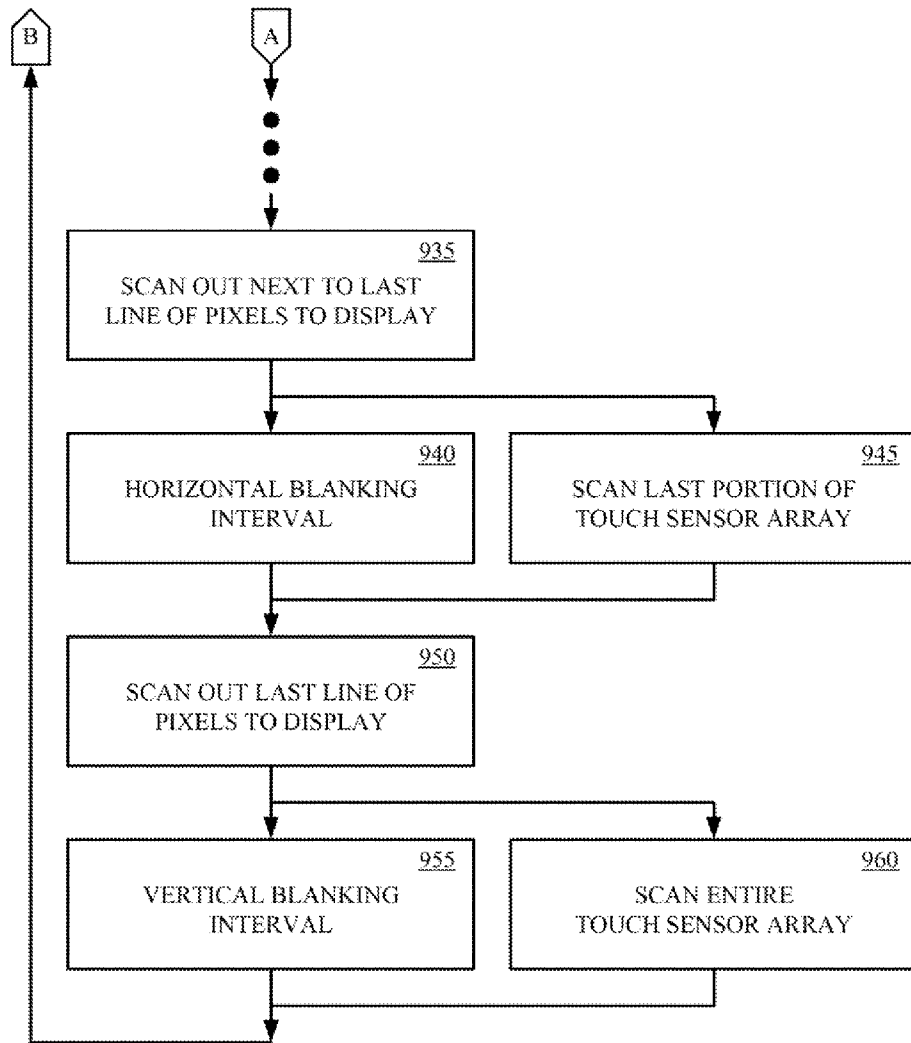 B
A
935
SCAN OUT NEXT TO LAST
LINE OF PIXELS TO DISPLAY
940
HORIZONTAL BLANKING
INTERVAL
945
SCAN LAST PORTION OF
TOUCH SENSOR ARRAY
950
SCAN OUT LAST LINE OF
PIXELS TO DISPLAY
955
VERTICAL BLANKING
INTERVAL
960
SCAN ENTIRE
TOUCH SENSOR ARRAY